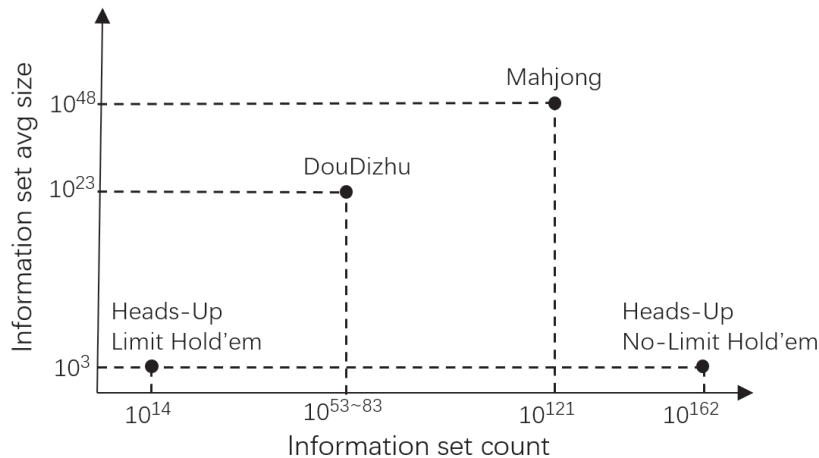 Information set avg size
10^48
Mahjong
10^23
DouDizhu
Heads-Up
Limit Hold'em
Heads-Up
No-Limit Hold'em
10^3
10^14
10^53~83
10^121
10^162
Information set count